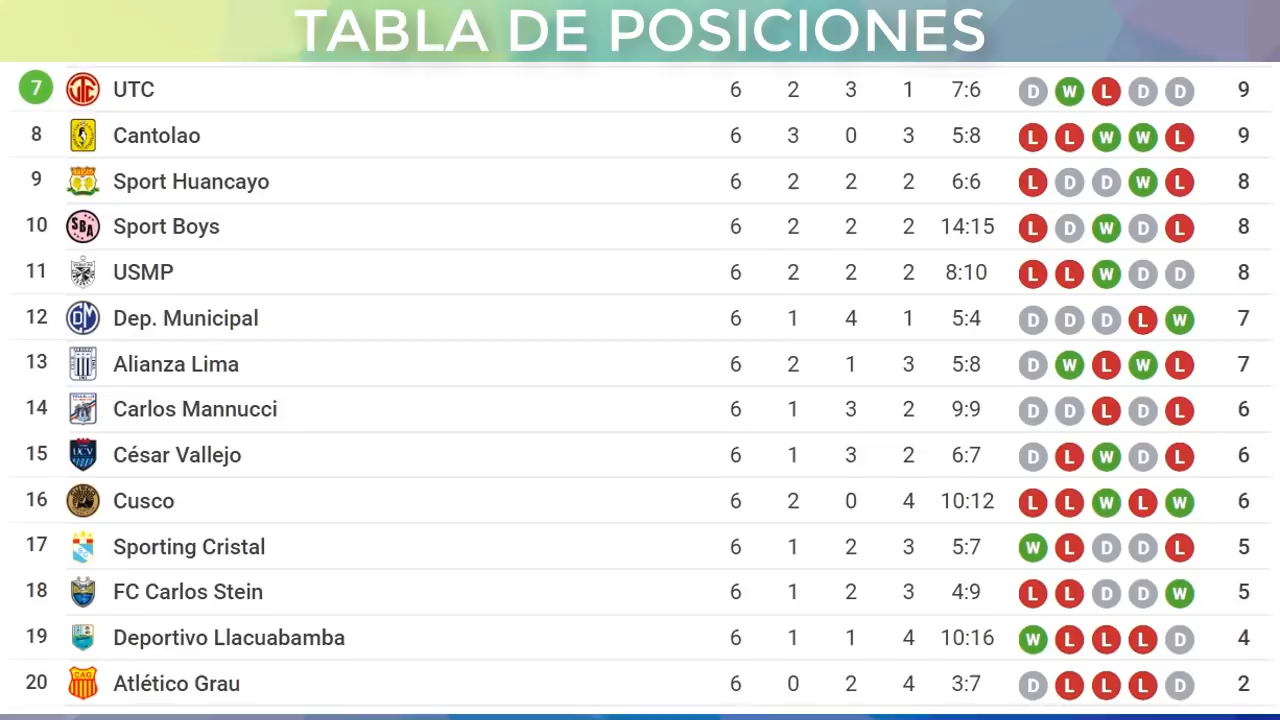 TABLA DE POSICIONES
7 UTC 6 2 3 1 7:6 D W L D D 9
8 Cantolao 6 3 0 3 5:8 L L W W L 9
9 Sport Huancayo 6 2 2 2 6:6 L D D W L 8
10 Sport Boys 6 2 2 2 14:15 L D W D L 8
11 USMP 6 2 2 2 8:10 L L W D D 8
12 Dep. Municipal 6 1 4 1 5:4 D D D L W 7
13 Alianza Lima 6 2 1 3 5:8 D W L W L 7
14 Carlos Mannucci 6 1 3 2 9:9 D D L D L 6
15 César Vallejo 6 1 3 2 6:7 D L W D L 6
16 Cusco 6 2 0 4 10:12 L L W L W 6
17 Sporting Cristal 6 1 2 3 5:7 W L D D L 5
18 FC Carlos Stein 6 1 2 3 4:9 L L D D W 5
19 Deportivo Llacuabamba 6 1 1 4 10:16 W L L L D 4
20 Atlético Grau 6 0 2 4 3:7 D L L L D 2